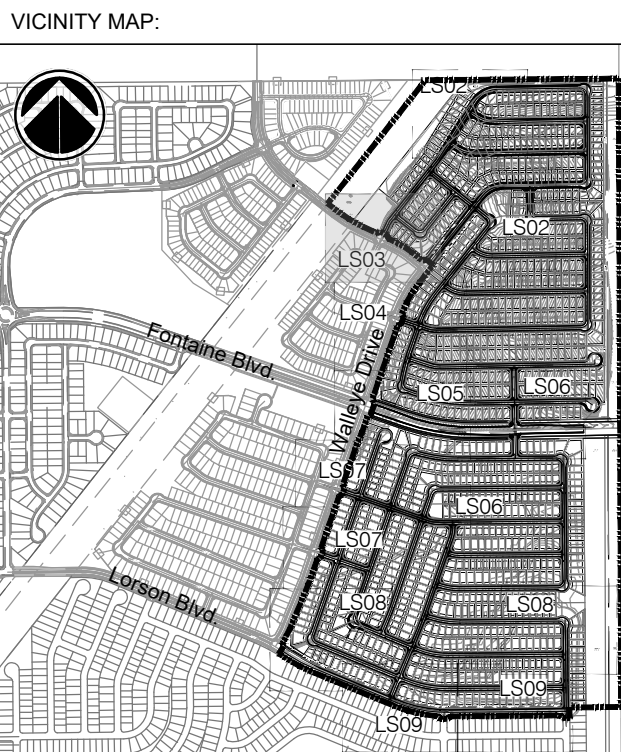 VICINITY MAP:
LS02
LS02
LS03
LS04
Fontaine Blvd.
Walleye Drive
LS05
LS06
LS07
LS06
LS07
Lorson Blvd.
LS08
LS08
LS09
LS09